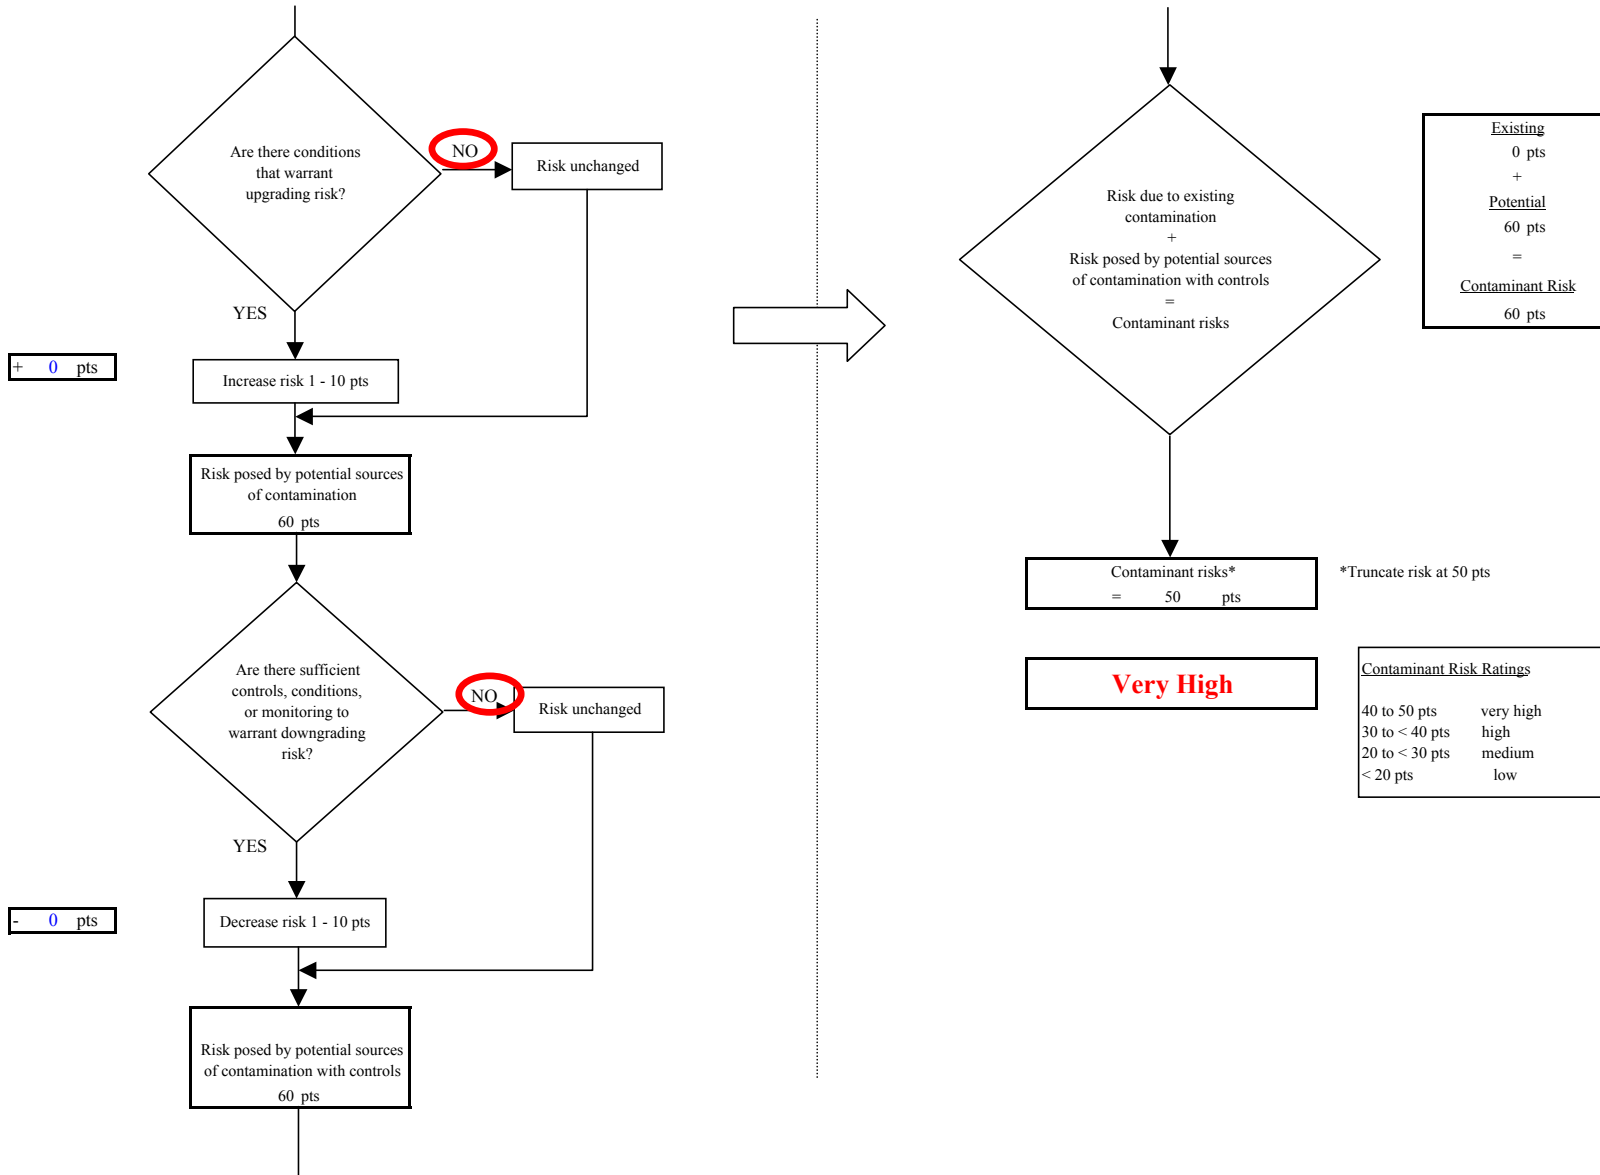 Are there conditions
that warrant
upgrading risk?
NO
Risk unchanged
YES
+ 0 pts
Increase risk 1 - 10 pts
Risk posed by potential sources
of contamination
60 pts
Are there sufficient
controls, conditions,
or monitoring to
warrant downgrading
risk?
NO
Risk unchanged
YES
- 0 pts
Decrease risk 1 - 10 pts
Risk posed by potential sources
of contamination with controls
60 pts
Risk due to existing
contamination
+
Risk posed by potential sources
of contamination with controls
=
Contaminant risks
Existing
0 pts
+
Potential
60 pts
=
Contaminant Risk
60 pts
Contaminant risks*
= 50 pts
*Truncate risk at 50 pts
Very High
Contaminant Risk Ratings
40 to 50 pts very high
30 to < 40 pts high
20 to < 30 pts medium
< 20 pts low